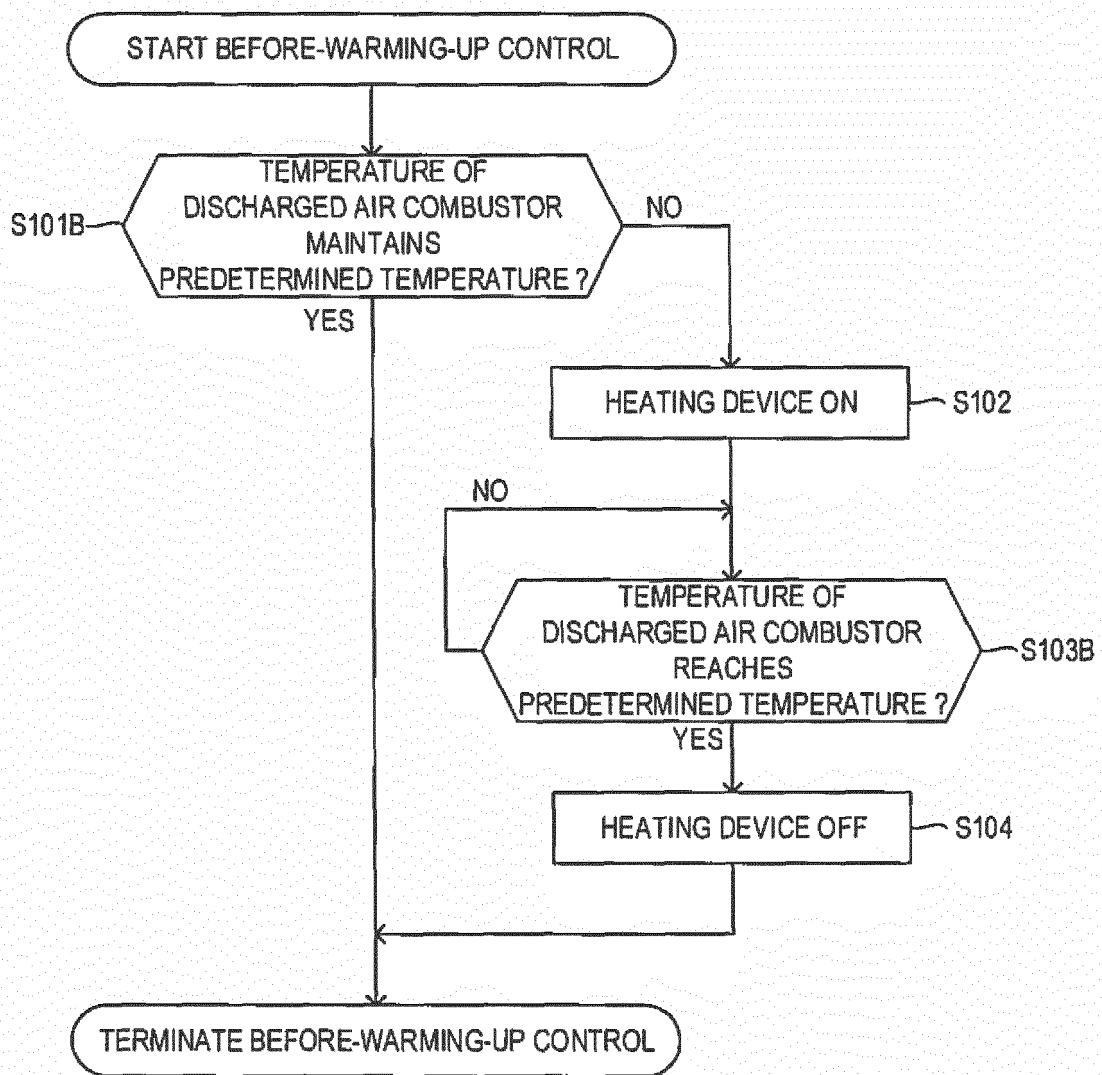 START BEFORE-WARMING-UP CONTROL
TEMPERATURE OF
DISCHARGED AIR COMBUSTOR
MAINTAINS
PREDETERMINED TEMPERATURE ?
S101B
NO
YES
HEATING DEVICE ON
S102
NO
TEMPERATURE OF
DISCHARGED AIR COMBUSTOR
REACHES
PREDETERMINED TEMPERATURE ?
S103B
YES
HEATING DEVICE OFF
S104
TERMINATE BEFORE-WARMING-UP CONTROL